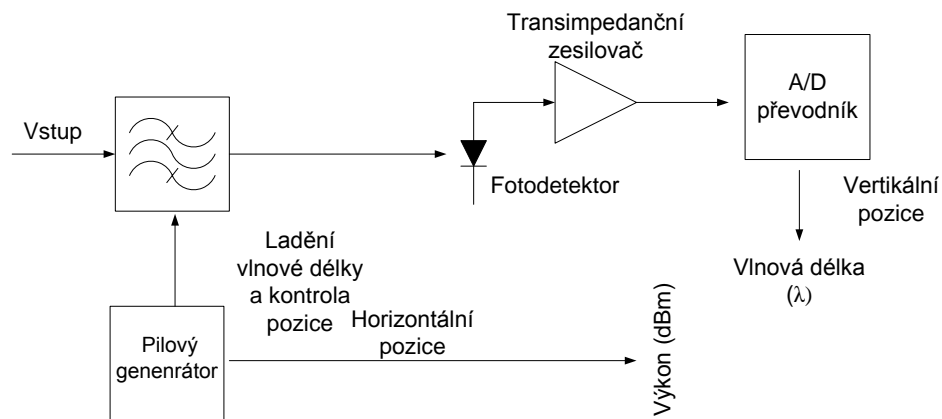 Transimpedanční
zesilovač
A/D
převodník
Vstup
Fotodetektor
Vertikální
pozice
Ladění
vlnové délky
a kontrola
pozice
Vlnová délka
(λ)
Horizontální
pozice
Pilový
genenrátor
Výkon (dBm)